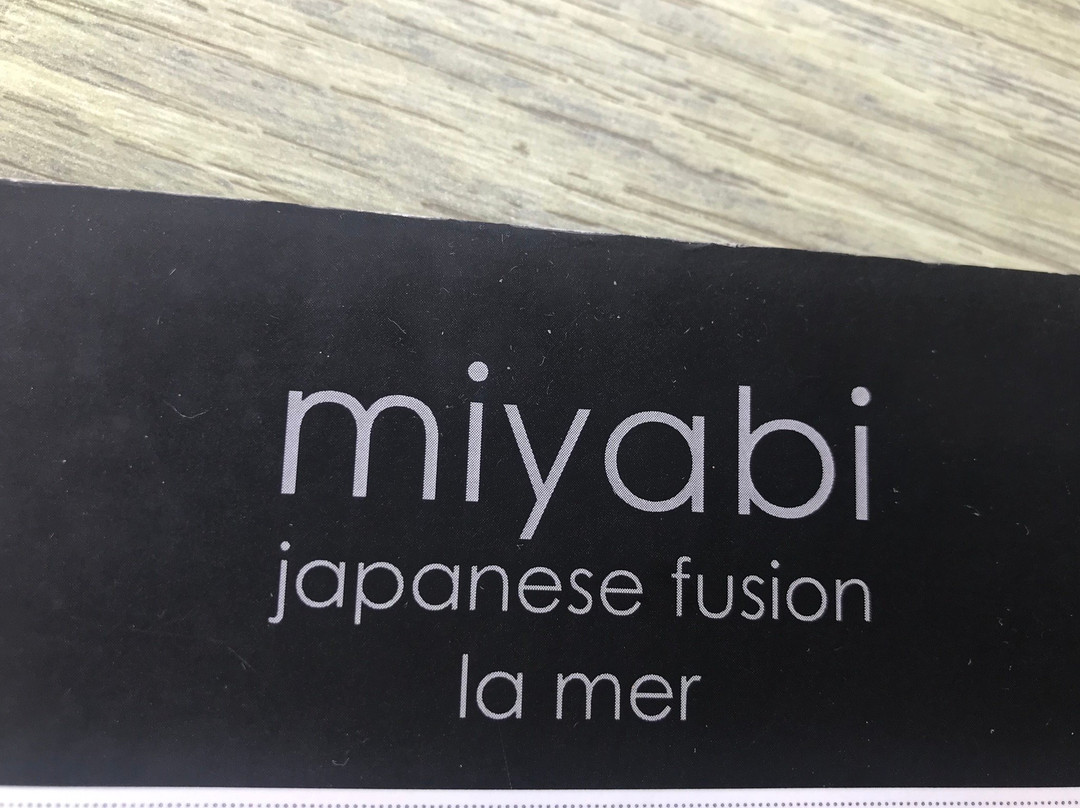 miyabi
japanese fusion
la mer